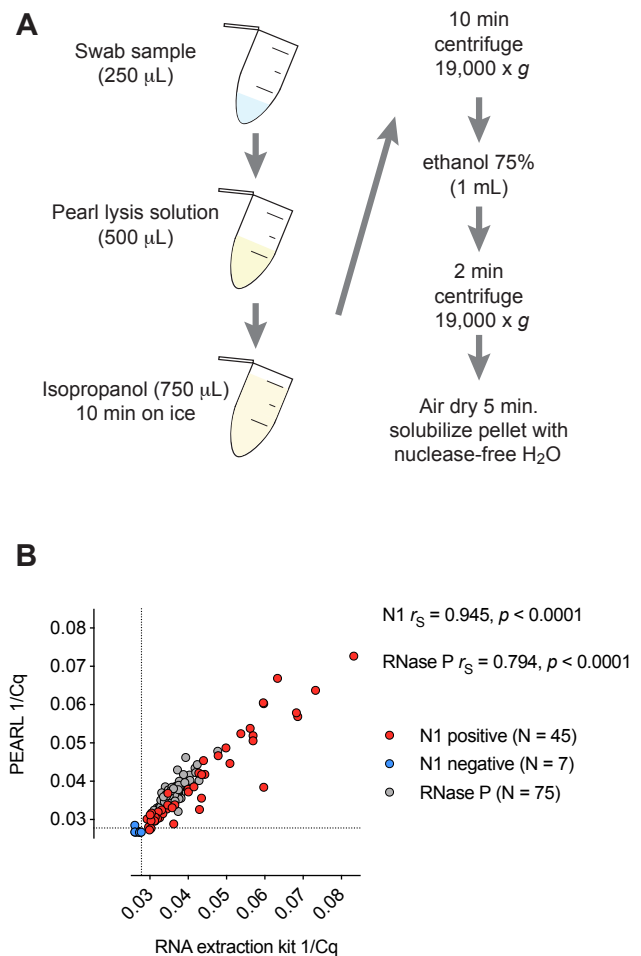 A
Swab sample
(250 µL)
Pearl lysis solution
(500 µL)
Isopropanol (750 µL)
10 min on ice
10 min
centrifuge
19,000 x g
ethanol 75%
(1 mL)
2 min
centrifuge
19,000 x g
Air dry 5 min.
solubilize pellet with
nuclease-free H₂O
B
PEARL 1/Cq
0.08
0.07
0.06
0.05
0.04
0.03
0.03
0.04
0.05
0.06
0.07
0.08
RNA extraction kit 1/Cq
N1 rS = 0.945, p < 0.0001
RNase P rS = 0.794, p < 0.0001
N1 positive (N = 45)
N1 negative (N = 7)
RNase P (N = 75)